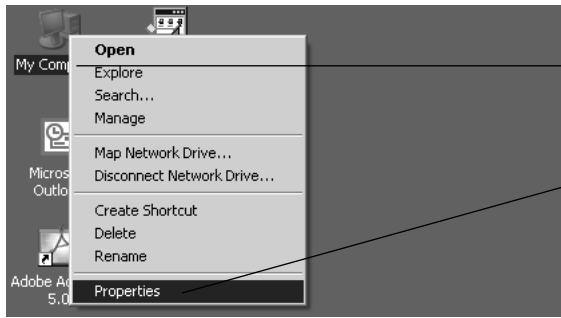 My Com
Open
Explore
Search...
Manage
Map Network Drive...
Disconnect Network Drive...
Create Shortcut
Delete
Rename
Properties
Micros
Outlo
Adobe Ac
5.0